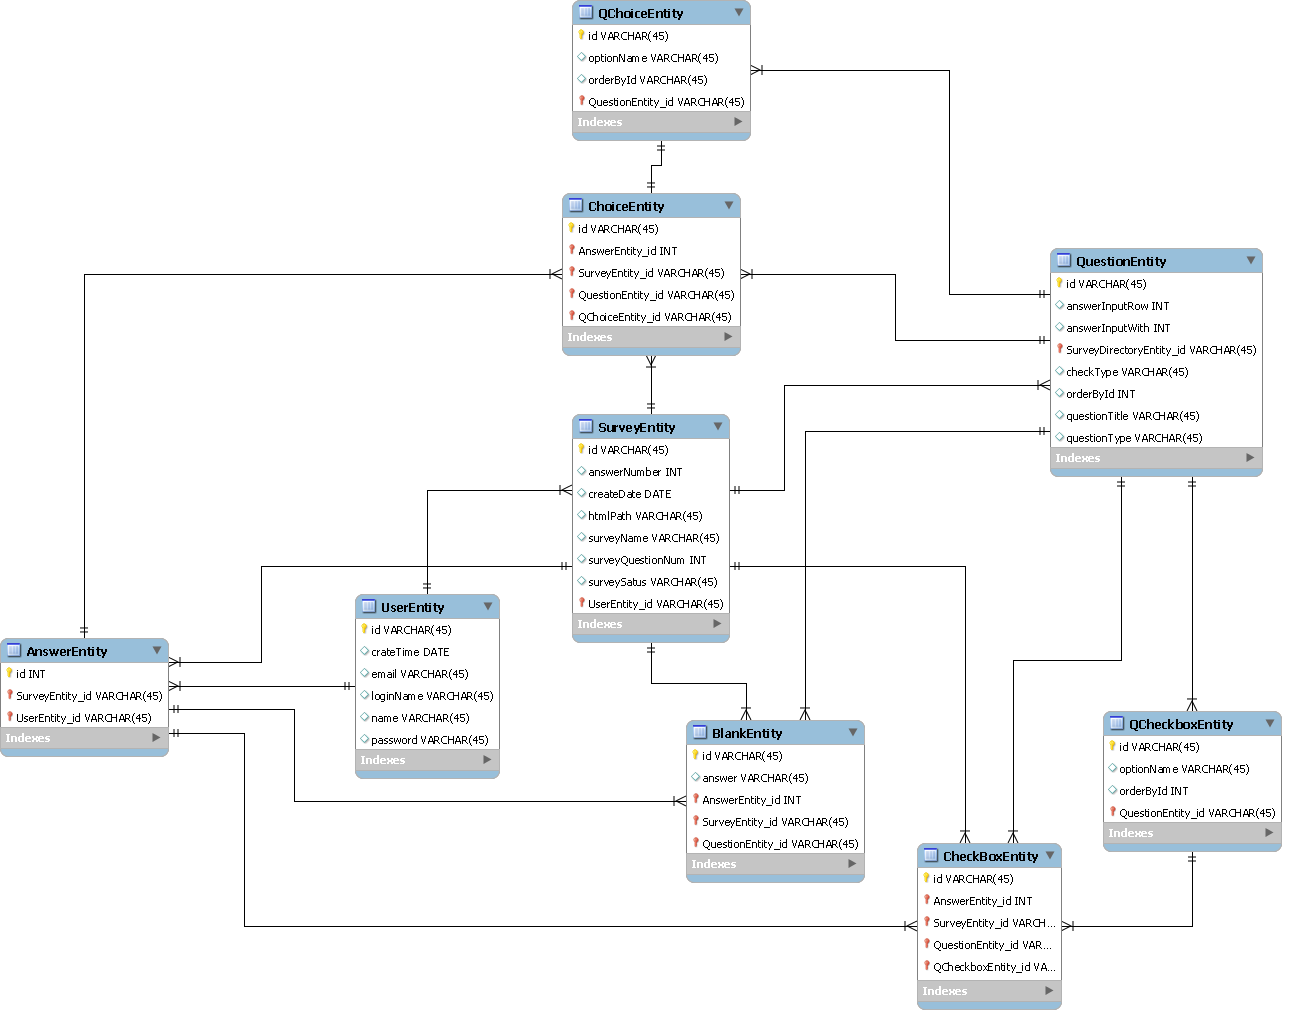 QChoiceEntity
id VARCHAR(45)
optionName VARCHAR(45)
orderById VARCHAR(45)
QuestionEntity_id VARCHAR(45)
Indexes
ChoiceEntity
id VARCHAR(45)
AnswerEntity_id INT
SurveyEntity_id VARCHAR(45)
QuestionEntity_id VARCHAR(45)
QChoiceEntity_id VARCHAR(45)
Indexes
QuestionEntity
id VARCHAR(45)
answerInputRow INT
answerInputWith INT
SurveyDirectoryEntity_id VARCHAR(45)
checkType VARCHAR(45)
orderById INT
questionTitle VARCHAR(45)
questionType VARCHAR(45)
Indexes
SurveyEntity
id VARCHAR(45)
answerNumber INT
createDate DATE
htmlPath VARCHAR(45)
surveyName VARCHAR(45)
surveyQuestionNum INT
surveySatus VARCHAR(45)
UserEntity_id VARCHAR(45)
Indexes
UserEntity
id VARCHAR(45)
crateTime DATE
email VARCHAR(45)
loginName VARCHAR(45)
name VARCHAR(45)
password VARCHAR(45)
Indexes
AnswerEntity
id INT
SurveyEntity_id VARCHAR(45)
UserEntity_id VARCHAR(45)
Indexes
BlankEntity
id VARCHAR(45)
answer VARCHAR(45)
AnswerEntity_id INT
SurveyEntity_id VARCHAR(45)
QuestionEntity_id VARCHAR(45)
Indexes
QCheckboxEntity
id VARCHAR(45)
optionName VARCHAR(45)
orderById INT
QuestionEntity_id VARCHAR(45)
Indexes
CheckBoxEntity
id VARCHAR(45)
AnswerEntity_id INT
SurveyEntity_id VARCH...
QuestionEntity_id VAR...
QCheckboxEntity_id VA...
Indexes